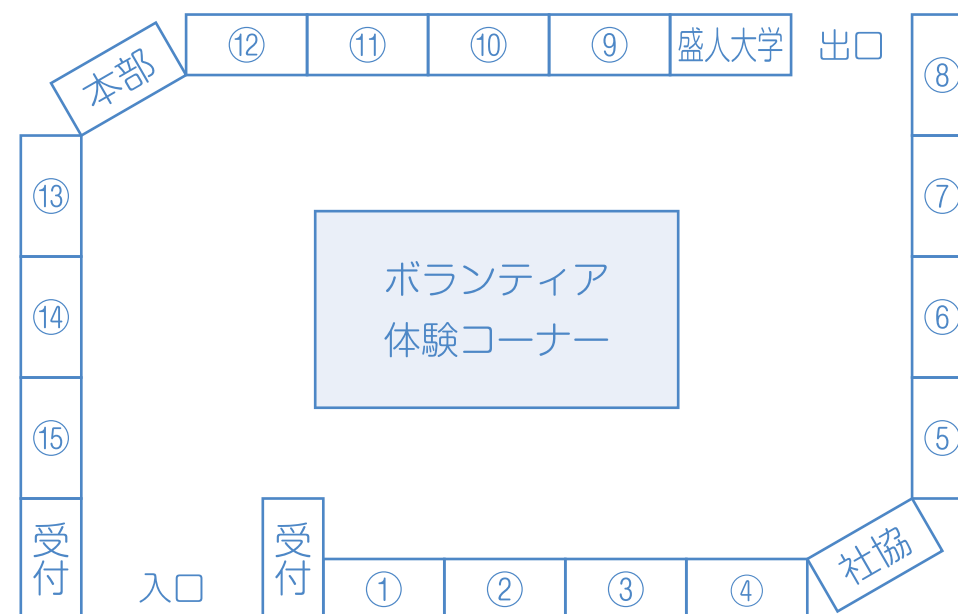 ⑫
⑪
⑩
⑨
盛人大学
出口
⑧
本部
⑬
⑦
ボランティア
体験コーナー
⑭
⑥
⑮
⑤
受付
入口
受付
①
②
③
④
社協